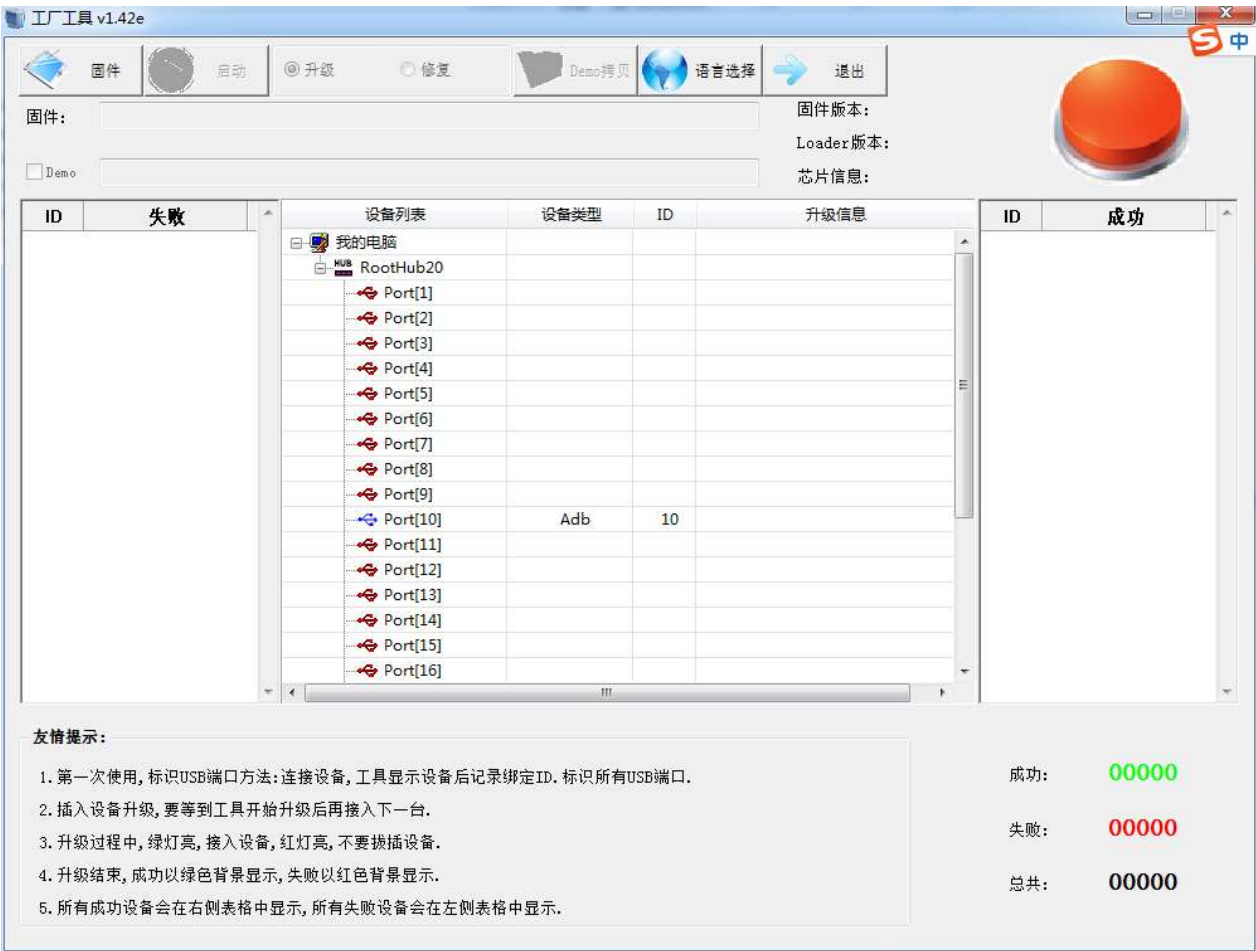 工厂工具 v1.42e
中
固件 启动 升级 修复 Demo拷贝 语言选择 退出
固件:
固件版本:
Loader版本:
Demo
芯片信息:
ID 失败 设备列表 设备类型 ID 升级信息 ID 成功
我的电脑
HUB RootHub20
Port[1]
Port[2]
Port[3]
Port[4]
Port[5]
Port[6]
Port[7]
Port[8]
Port[9]
Port[10] Adb 10
Port[11]
Port[12]
Port[13]
Port[14]
Port[15]
Port[16]
友情提示:
1.第一次使用,标识USB端口方法:连接设备,工具显示设备后记录绑定ID.标识所有USB端口.
2.插入设备升级,要等到工具开始升级后再接入下一台.
3.升级过程中,绿灯亮,接入设备,红灯亮,不要拔插设备.
4.升级结束,成功以绿色背景显示,失败以红色背景显示.
5.所有成功设备会在右侧表格中显示,所有失败设备会在左侧表格中显示.
成功: 00000
失败: 00000
总共: 00000